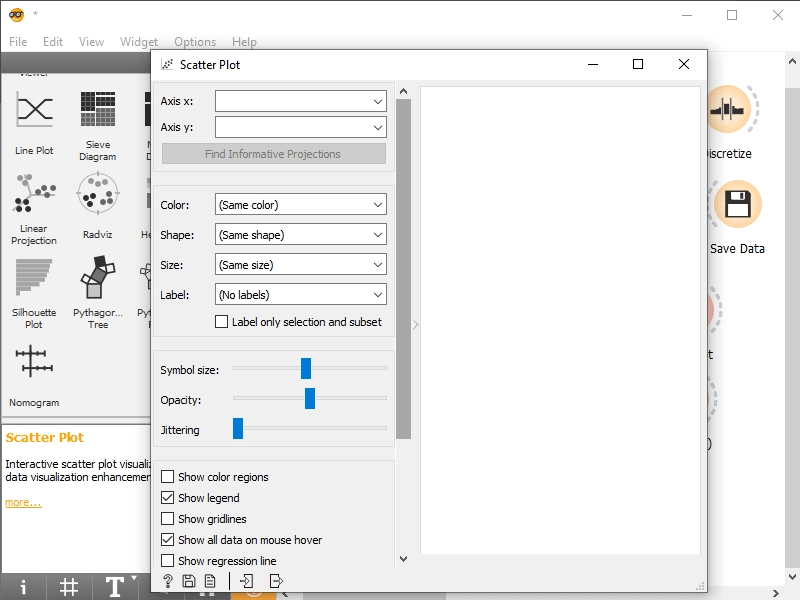 *
File Edit View Widget Options Help
Scatter Plot
Line Plot
Sieve
Diagram
Linear
Projection
Radviz
Silhouette
Plot
Pythagor...
Tree
Nomogram
Scatter Plot
Interactive scatter plot
data visualization
more...
i
T
Axis x:
Axis y:
Find Informative Projections
Color: (Same color)
Shape: (Same shape)
Size: (Same size)
Label: (No labels)
Label only selection and subset
Symbol size:
Opacity:
Jittering
Show color regions
Show legend
Show gridlines
Show all data on mouse hover
Show regression line
?
Save Data